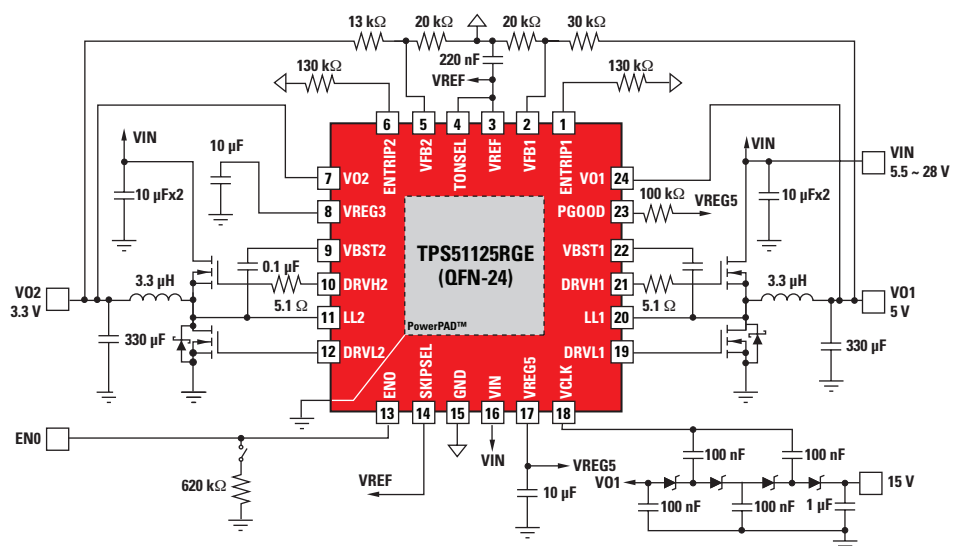 13 kΩ
20 kΩ
20 kΩ
30 kΩ
220 nF
VREF
130 kΩ
130 kΩ
6
5
4
3
2
1
ENTRIP2
VFB2
TONSEL
VREF
VFB1
ENTRIP1
VIN
10 µF
10 µFx2
7
VO2
8
VREG3
9
VBST2
0.1 µF
10
DRVH2
5.1 Ω
11
LL2
12
DRVL2
3.3 µH
VO2
3.3 V
330 µF
TPS51125RGE
(QFN-24)
PowerPAD™
VO1
24
PGOOD
23
100 kΩ
VREG5
VBST1
22
DRVH1
21
5.1 Ω
LL1
20
DRVL1
19
VIN
10 µFx2
VIN
5.5 ~ 28 V
3.3 µH
VO1
5 V
330 µF
EN0
SKIPSEL
GND
VIN
VREG5
VCLK
13
14
15
16
17
18
EN0
620 kΩ
VREF
VIN
VREG5
10 µF
100 nF
100 nF
VO1
15 V
100 nF
100 nF
1 µF